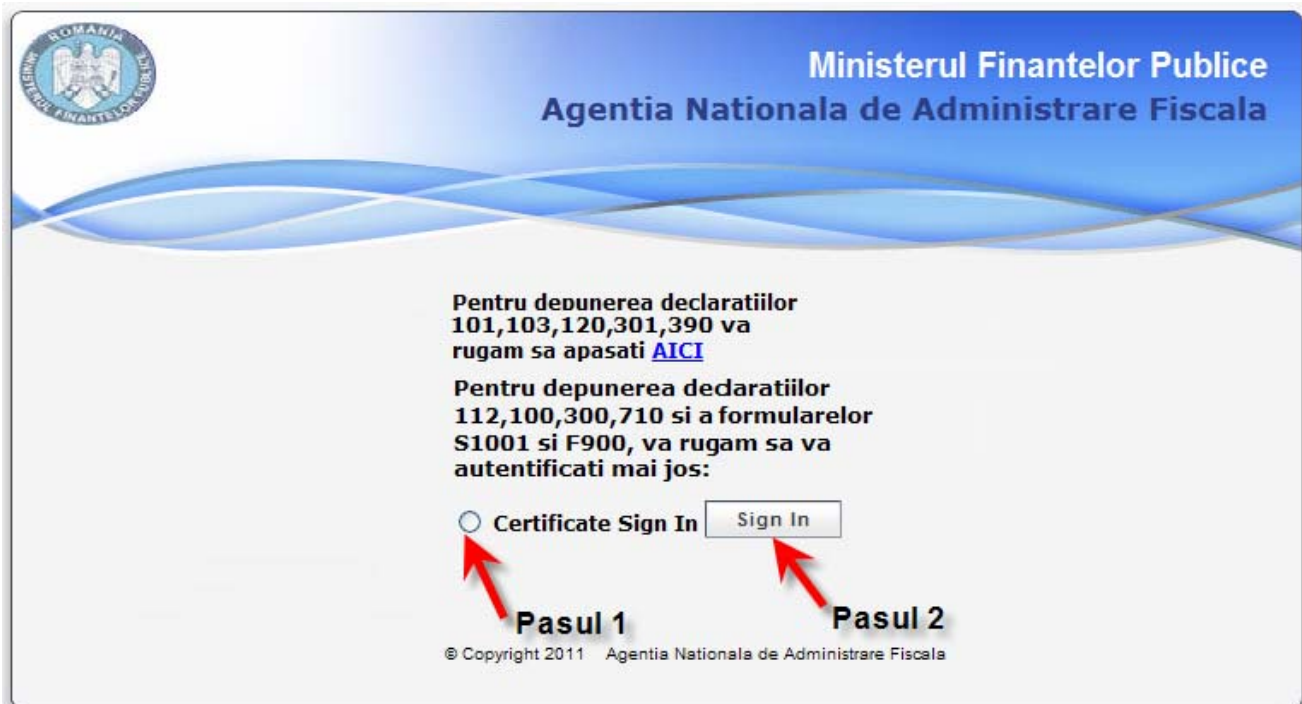 ROMANIA
MINISTERUL FINANTELOR PUBLICE
Ministerul Finantelor Publice
Agentia Nationala de Administrare Fiscala
Pentru depunerea declaratiilor
101,103,120,301,390 va
rugam sa apasati AICI
Pentru depunerea declaratiilor
112,100,300,710 si a formularelor
S1001 si F900, va rugam sa va
autentificati mai jos:
Certificate Sign In Sign In
Pasul 1 Pasul 2
© Copyright 2011 Agentia Nationala de Administrare Fiscala